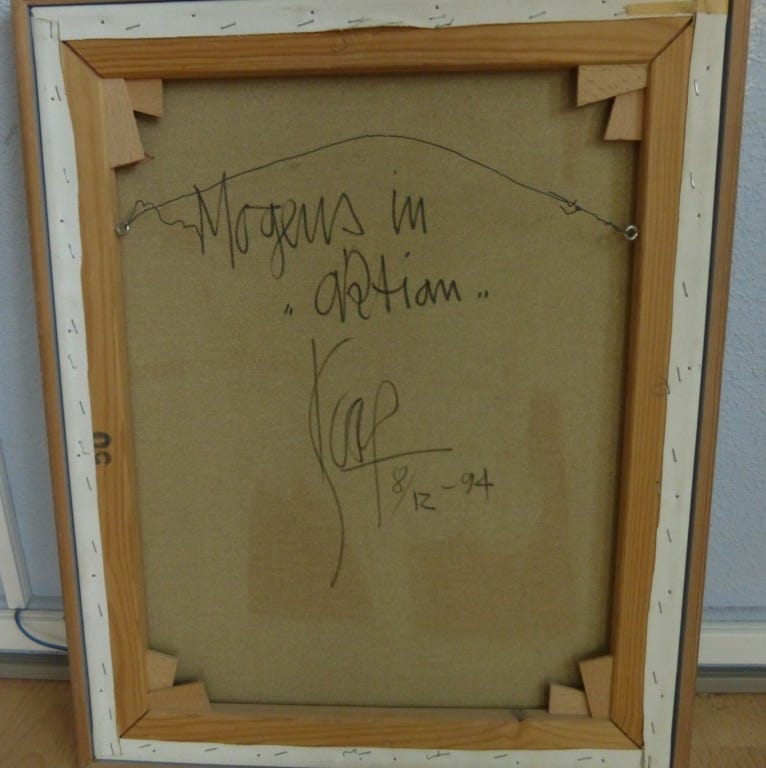 Mogens in
„aktion"
8/12 - 94